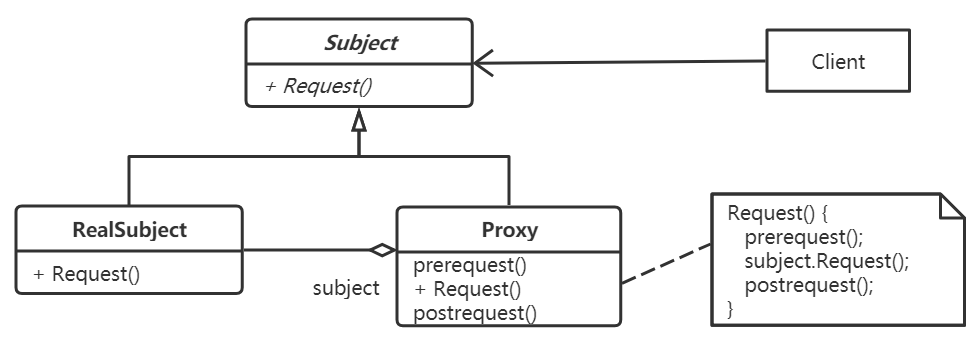 Subject
+ Request()
Client
RealSubject
+ Request()
subject
Proxy
prerequest()
+ Request()
postrequest()
Request() {
prerequest();
subject.Request();
postrequest();
}